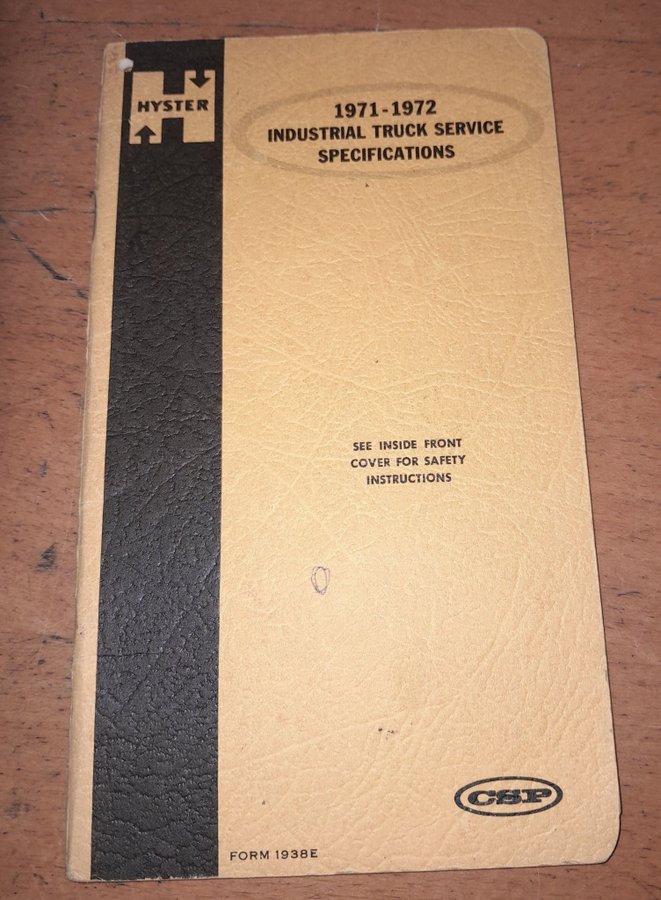 HYSTER
1971-1972
INDUSTRIAL TRUCK SERVICE
SPECIFICATIONS
SEE INSIDE FRONT
COVER FOR SAFETY
INSTRUCTIONS
CSP
FORM 1938E